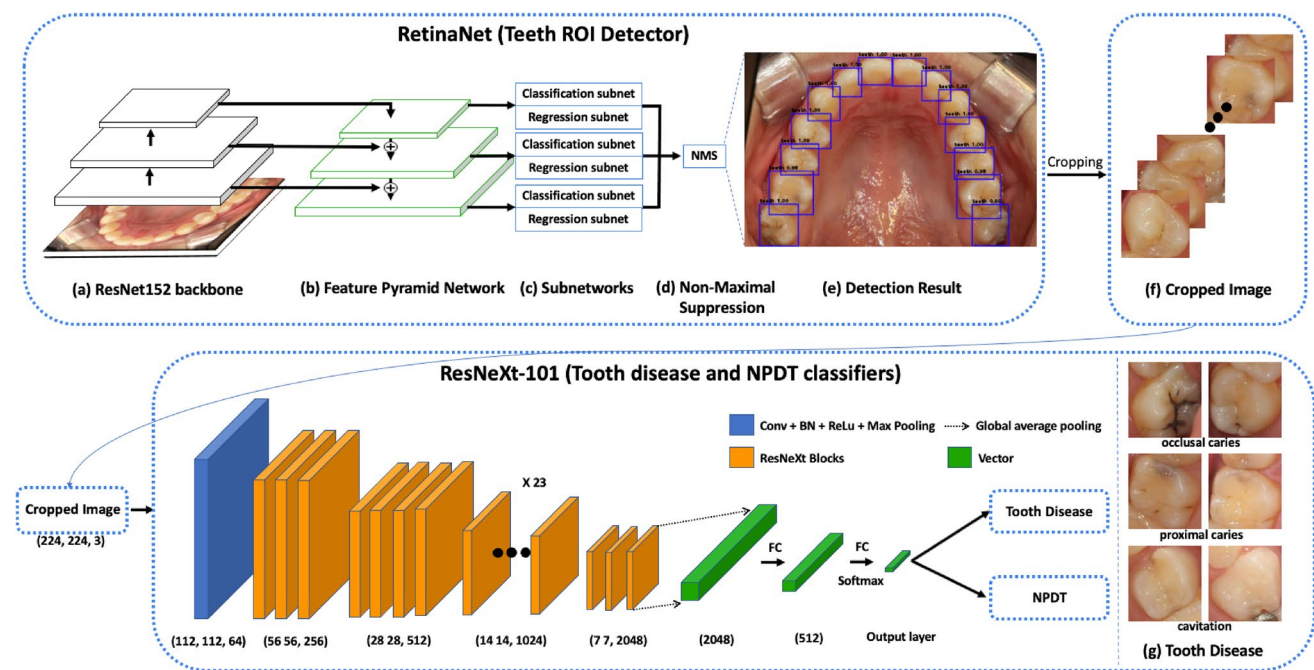 RetinaNet (Teeth ROI Detector)
Classification subnet
Regression subnet
Classification subnet
Regression subnet
Classification subnet
Regression subnet
NMS
Cropping
(a) ResNet152 backbone
(b) Feature Pyramid Network
(c) Subnetworks
(d) Non-Maximal
Suppression
(e) Detection Result
(f) Cropped Image
ResNeXt-101 (Tooth disease and NPDT classifiers)
Conv + BN + ReLu + Max Pooling
Global average pooling
ResNeXt Blocks
Vector
X 23
Cropped Image
(224, 224, 3)
FC
FC
Softmax
Tooth Disease
NPDT
(112, 112, 64)
(56 56, 256)
(28 28, 512)
(14 14, 1024)
(7 7, 2048)
(2048)
(512)
Output layer
occlusal caries
proximal caries
cavitation
(g) Tooth Disease